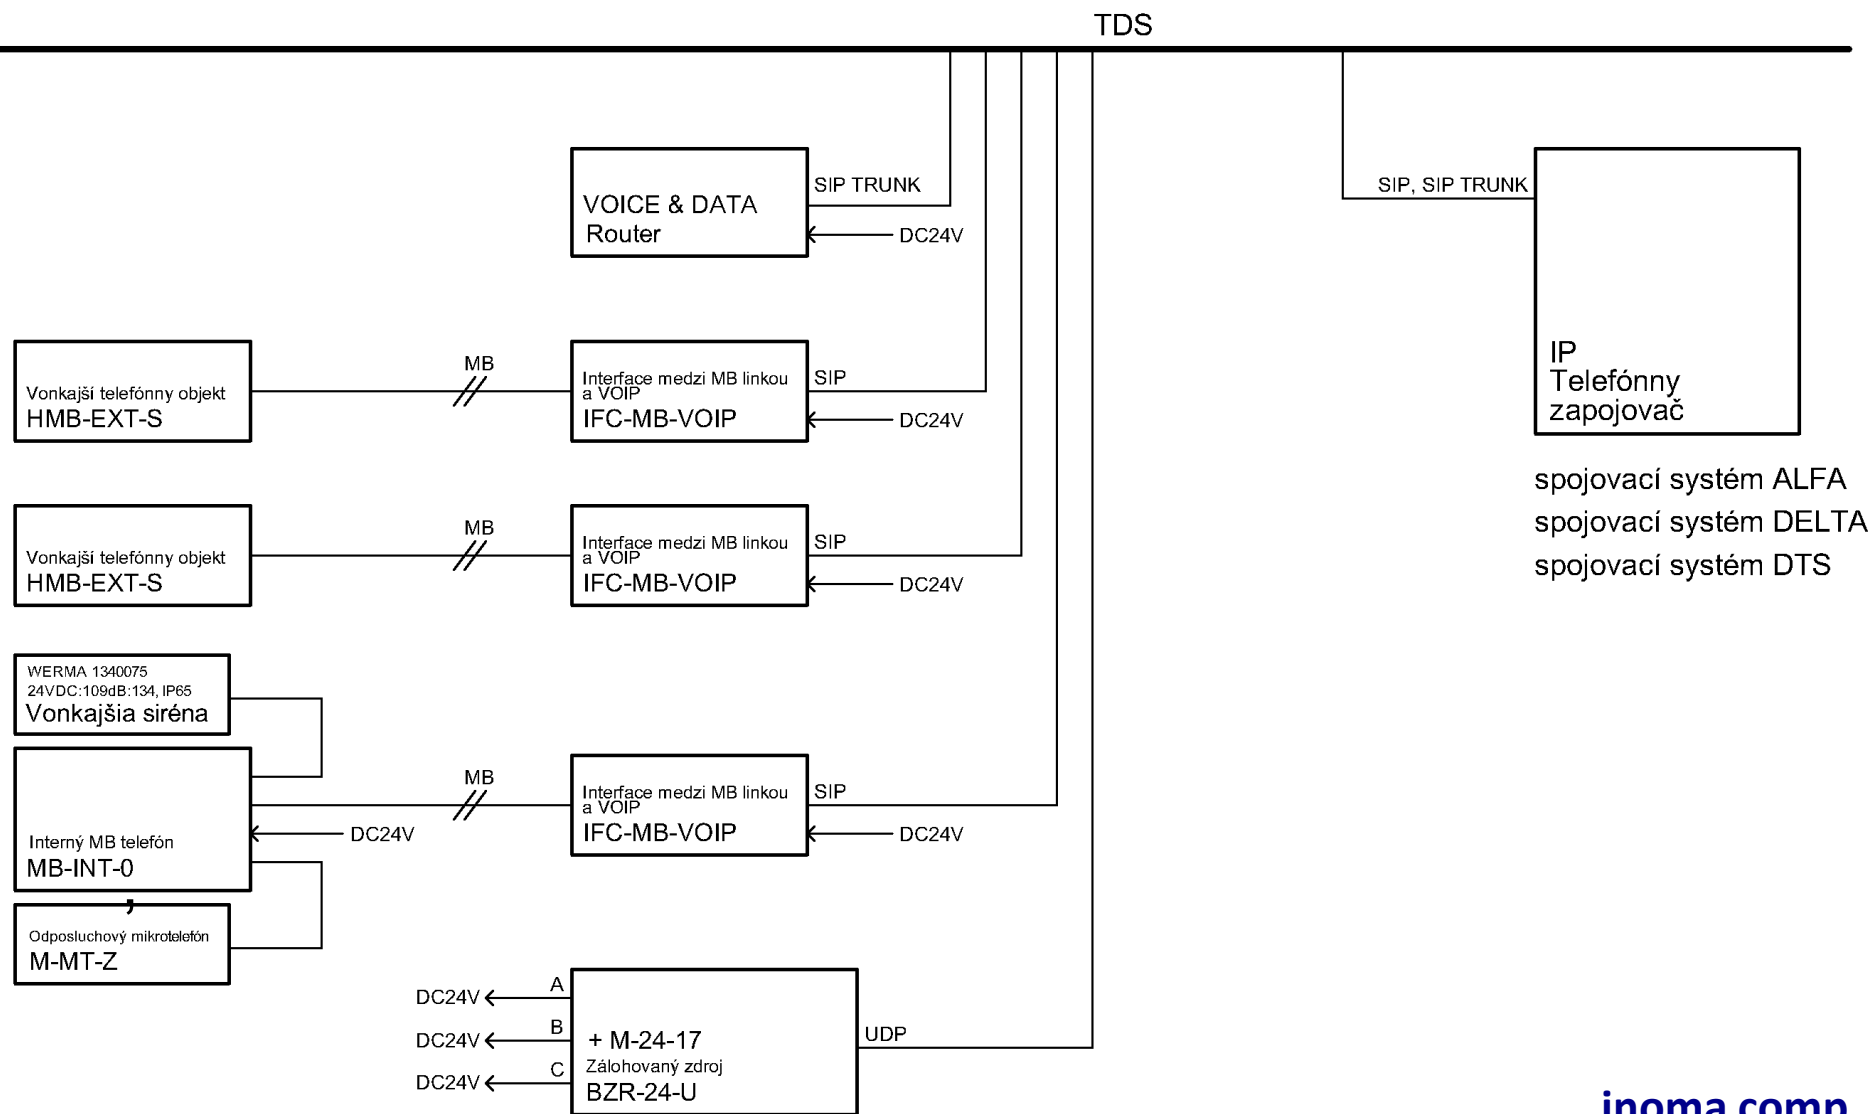 TDS
VOICE & DATA
Router
SIP TRUNK
DC24V
SIP, SIP TRUNK
IP
Telefónny
zapojovač
spojovací systém ALFA
spojovací systém DELTA
spojovací systém DTS
Vonkajší telefónny objekt
HMB-EXT-S
MB
Interface medzi MB linkou
a VOIP
IFC-MB-VOIP
SIP
DC24V
Vonkajší telefónny objekt
HMB-EXT-S
MB
Interface medzi MB linkou
a VOIP
IFC-MB-VOIP
SIP
DC24V
WERMA 1340075
24VDC:109dB:134, IP65
Vonkajšia siréna
Interný MB telefón
MB-INT-0
DC24V
MB
Interface medzi MB linkou
a VOIP
IFC-MB-VOIP
SIP
DC24V
,
Odposluchový mikrotelefón
M-MT-Z
DC24V A
DC24V B
DC24V C
+ M-24-17
Zálohovaný zdroj
BZR-24-U
UDP
inoma comp